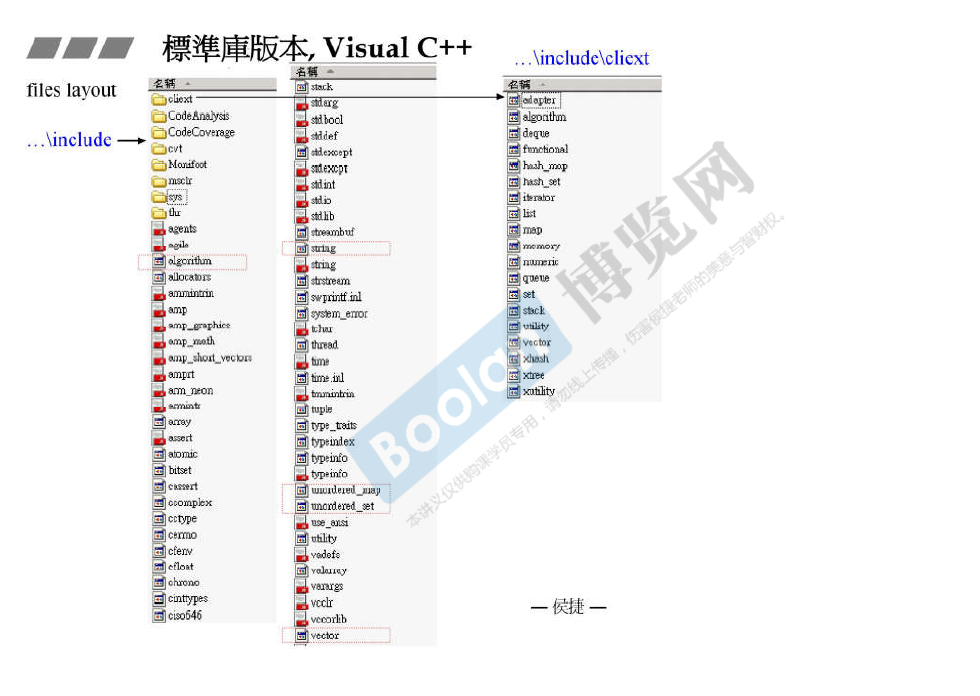 標準庫版本, Visual C++
files layout
…\include
名稱
cliext
CodeAnalysis
CodeCoverage
cvt
Manifest
msclr
sys
thr
agents
agile
algorithm
allocators
ammintrin
amp
amp_graphics
amp_math
amp_short_vectors
amprt
arm_neon
armintr
array
assert
atomic
bitset
cassert
ccomplex
cctype
cerrno
cfenv
cfloat
chrono
cinttypes
ciso646
名稱
stack
stdarg
stdbool
stddef
stdexcept
stdexcpt
stdint
stdio
stdlib
streambuf
string
string
strstream
swprintf.inl
system_error
tchar
thread
time
time.inl
tmmintrin
tuple
type_traits
typeindex
typeinfo
typeinfo
unordered_map
unordered_set
use_ansi
utility
vadefs
valarray
varargs
vcclr
vccorlib
vector
…\include\cliext
名稱
adapter
algorithm
deque
functional
hash_map
hash_set
iterator
list
map
memory
numeric
queue
set
stack
utility
vector
xhash
xtree
xutility
Boolan 博览网
本讲义仅供购课学员专用，请勿线上传播，伤害侯捷老师的美意与智财权。
— 侯捷 —